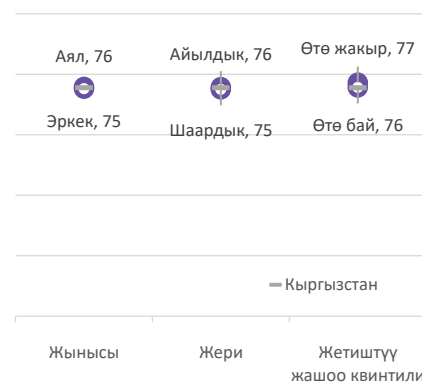 Аял, 76
Айылдык, 76
Өтө жакыр, 77
Эркек, 75
Шаардык, 75
Өтө бай, 76
Кыргызстан
Жынысы
Жери
Жетиштүү
жашоо квинтили